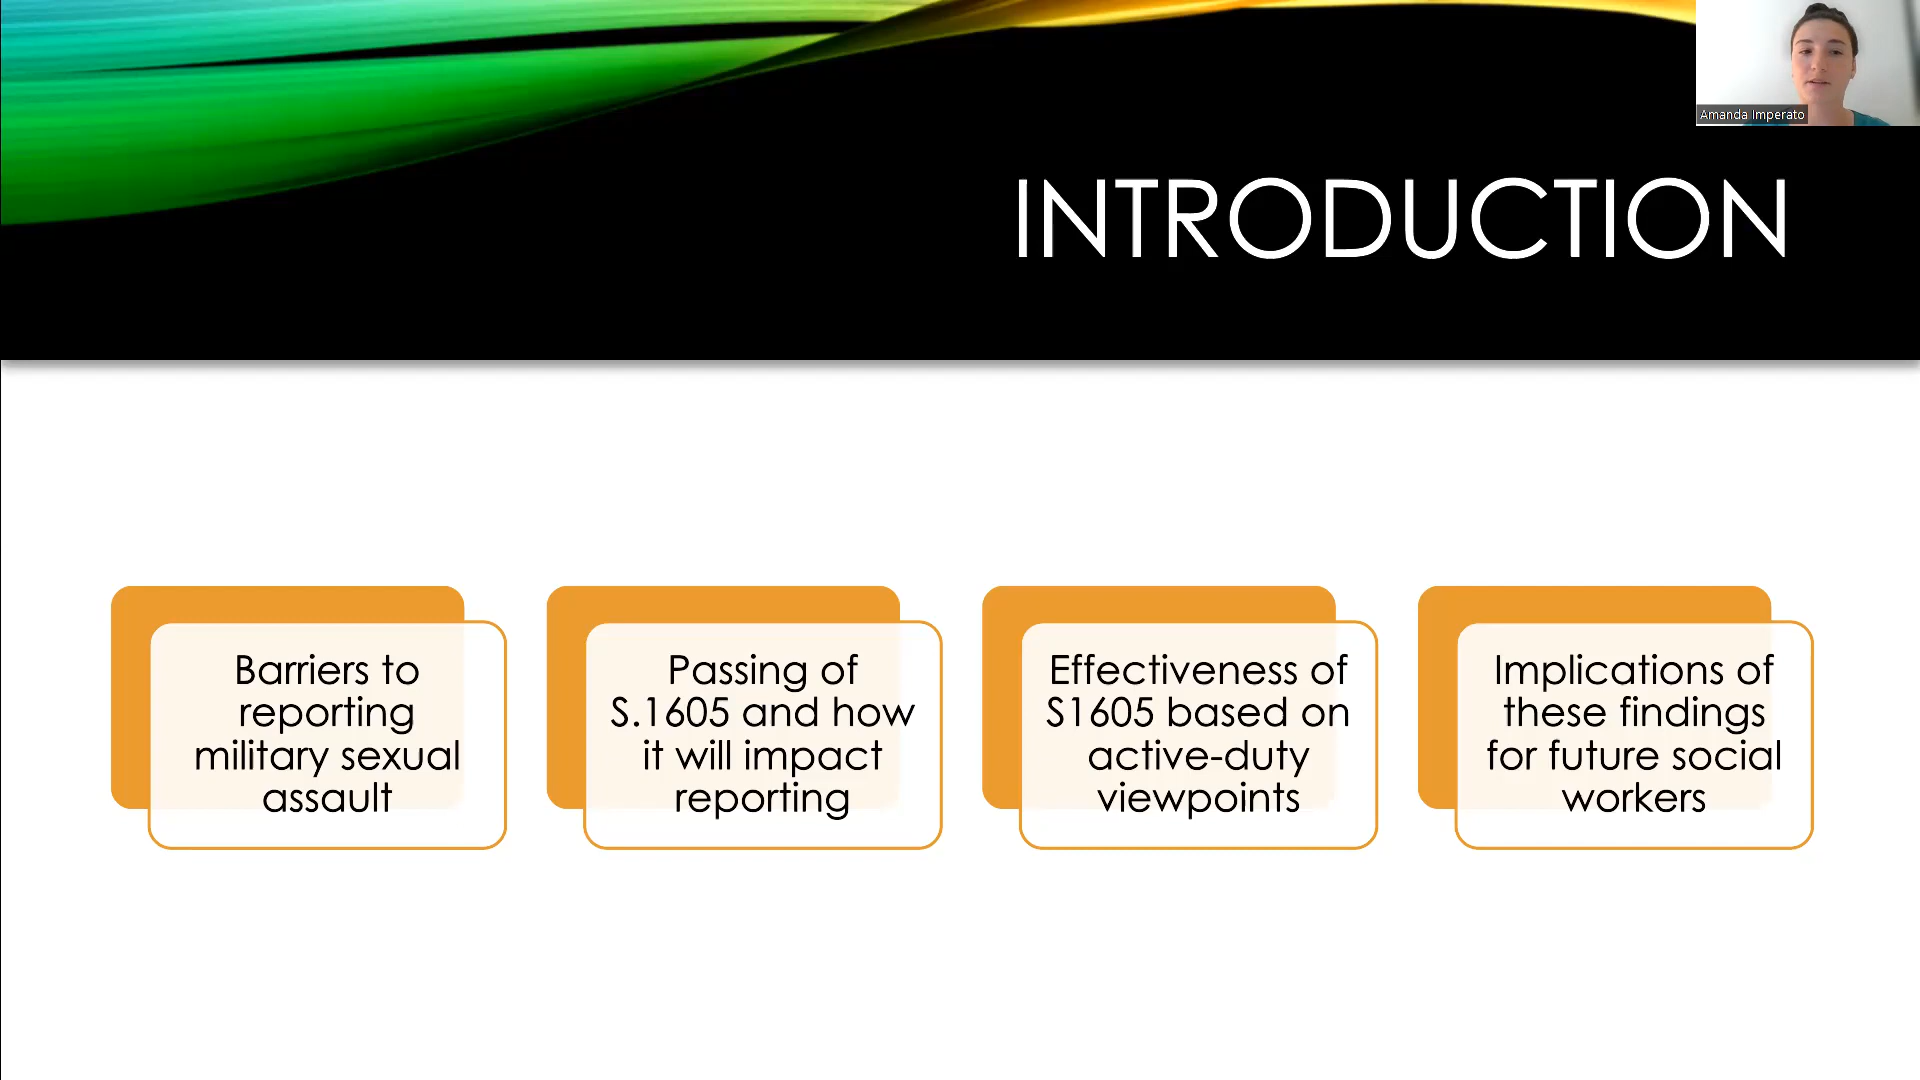 Amanda Imperato
INTRODUCTION
Barriers to
reporting
military sexual
assault
Passing of
S.1605 and how
it will impact
reporting
Effectiveness of
S1605 based on
active-duty
viewpoints
Implications of
these findings
for future social
workers